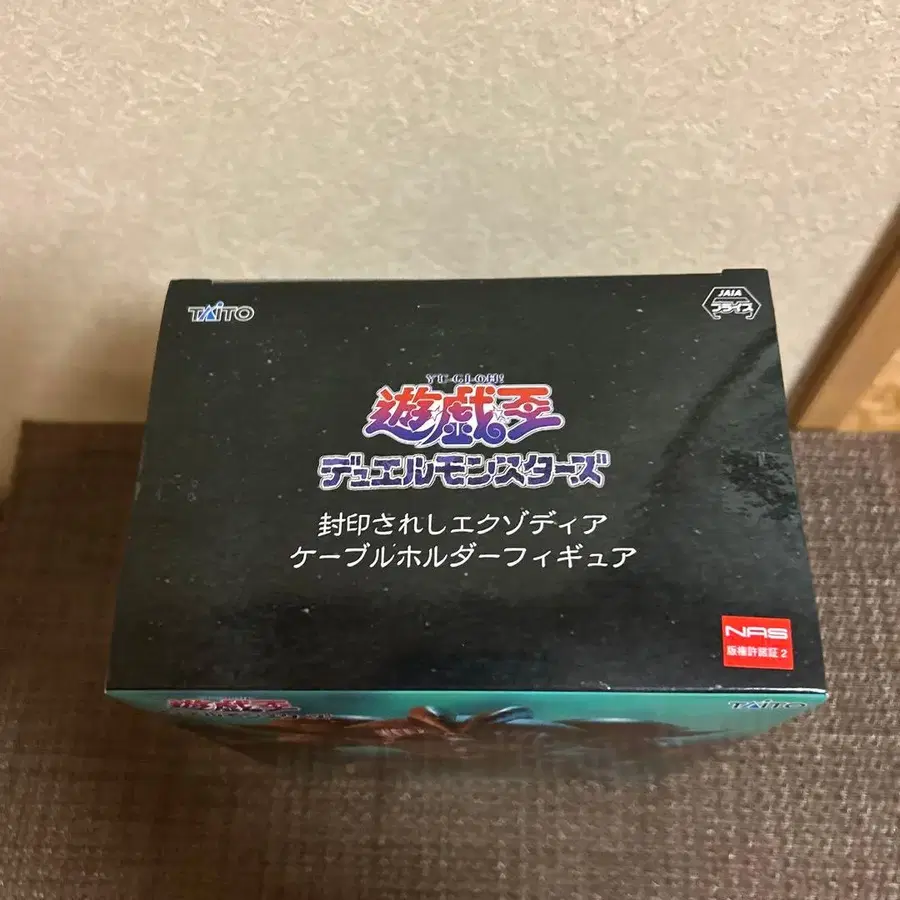 TAITO
JAIA
プライズ
YU-GI-OH!
遊☆戯☆王
デュエルモンスターズ
封印されしエクゾディア
ケーブルホルダーフィギュア
NAS
版権許諾証2
TAITO